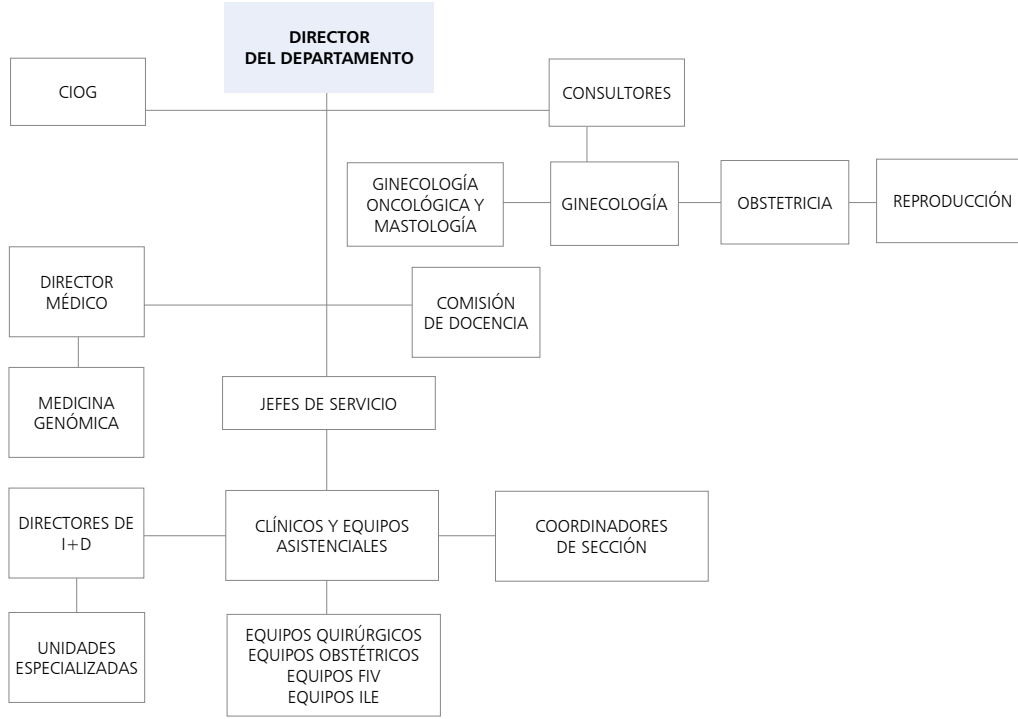 DIRECTOR
DEL DEPARTAMENTO
CIOG
CONSULTORES
GINECOLOGÍA
ONCOLÓGICA Y
MASTOLOGÍA
GINECOLOGÍA
OBSTETRICIA
REPRODUCCIÓN
DIRECTOR
MÉDICO
COMISIÓN
DE DOCENCIA
MEDICINA
GENÓMICA
JEFES DE SERVICIO
DIRECTORES DE
I+D
CLÍNICOS Y EQUIPOS
ASISTENCIALES
COORDINADORES
DE SECCIÓN
UNIDADES
ESPECIALIZADAS
EQUIPOS QUIRÚRGICOS
EQUIPOS OBSTÉTRICOS
EQUIPOS FIV
EQUIPOS ILE